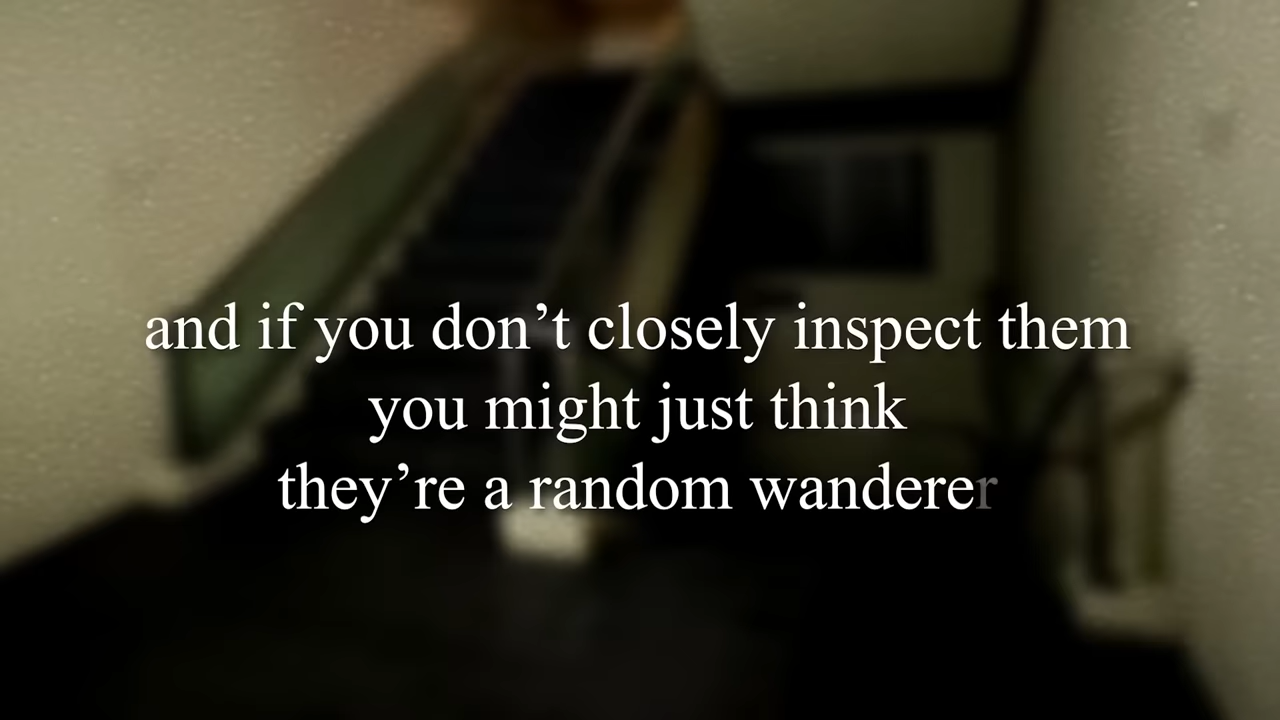 and if you don’t closely inspect them
you might just think
they’re a random wanderer